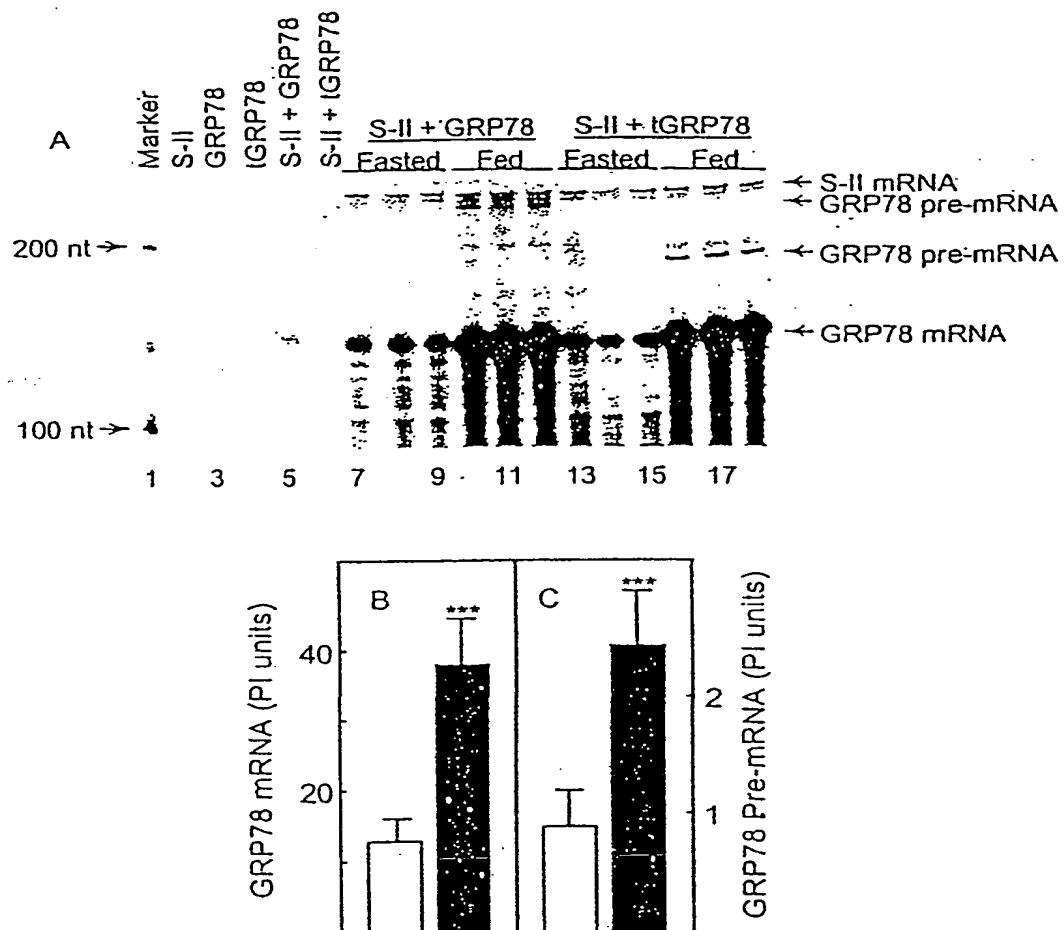 A
Marker
S-II
GRP78
tGRP78
S-II + GRP78
S-II + tGRP78
S-II + GRP78
S-II + tGRP78
Fasted
Fed
Fasted
Fed
S-II mRNA
GRP78 pre-mRNA
200 nt
GRP78 pre-mRNA
GRP78 mRNA
100 nt
1 3 5 7 9 11 13 15 17
B
***
C
***
GRP78 mRNA (PI units)
40
20
2
1
GRP78 Pre-mRNA (PI units)